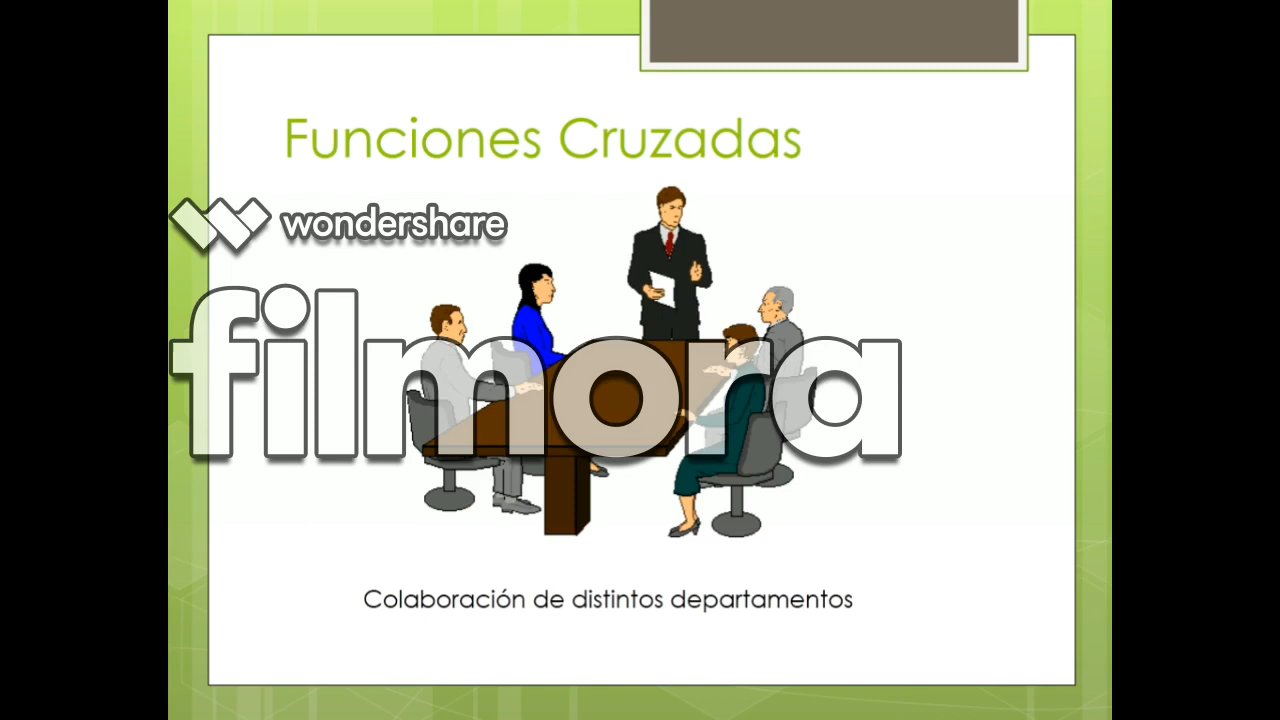 Funciones Cruzadas
wondershare
filmora
Colaboración de distintos departamentos